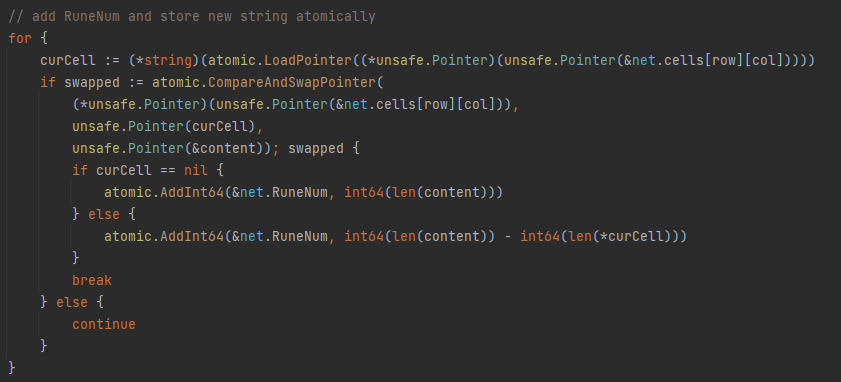 // add RuneNum and store new string atomically
for {
    curCell := (*string)(atomic.LoadPointer((*unsafe.Pointer)(unsafe.Pointer(&net.cells[row][col]))))
    if swapped := atomic.CompareAndSwapPointer(
        (*unsafe.Pointer)(unsafe.Pointer(&net.cells[row][col])),
        unsafe.Pointer(curCell),
        unsafe.Pointer(&content)); swapped {
        if curCell == nil {
            atomic.AddInt64(&net.RuneNum, int64(len(content)))
        } else {
            atomic.AddInt64(&net.RuneNum, int64(len(content)) - int64(len(*curCell)))
        }
        break
    } else {
        continue
    }
}